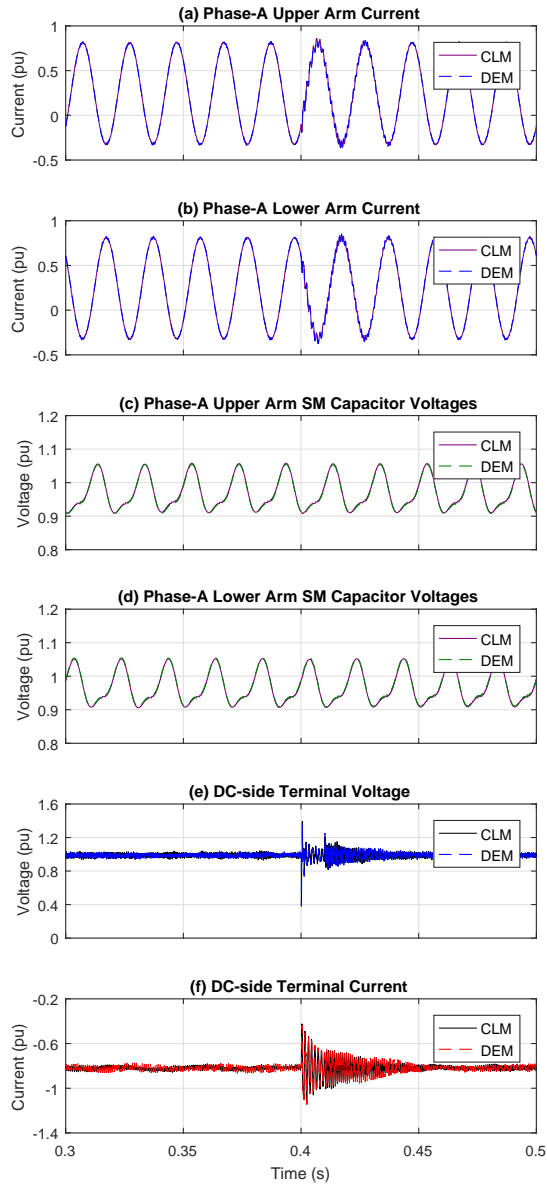 (a) Phase-A Upper Arm Current
1
0.5
0
-0.5
Current (pu)
CLM
DEM
(b) Phase-A Lower Arm Current
1
0.5
0
-0.5
Current (pu)
CLM
DEM
(c) Phase-A Upper Arm SM Capacitor Voltages
1.2
1.1
1
0.9
0.8
Voltage (pu)
CLM
DEM
(d) Phase-A Lower Arm SM Capacitor Voltages
1.2
1.1
1
0.9
0.8
Voltage (pu)
CLM
DEM
(e) DC-side Terminal Voltage
1.6
1.2
0.8
0.4
0
Voltage (pu)
CLM
DEM
(f) DC-side Terminal Current
-0.2
-0.6
-1
-1.4
Current (pu)
CLM
DEM
0.3 0.35 0.4 0.45 0.5
Time (s)